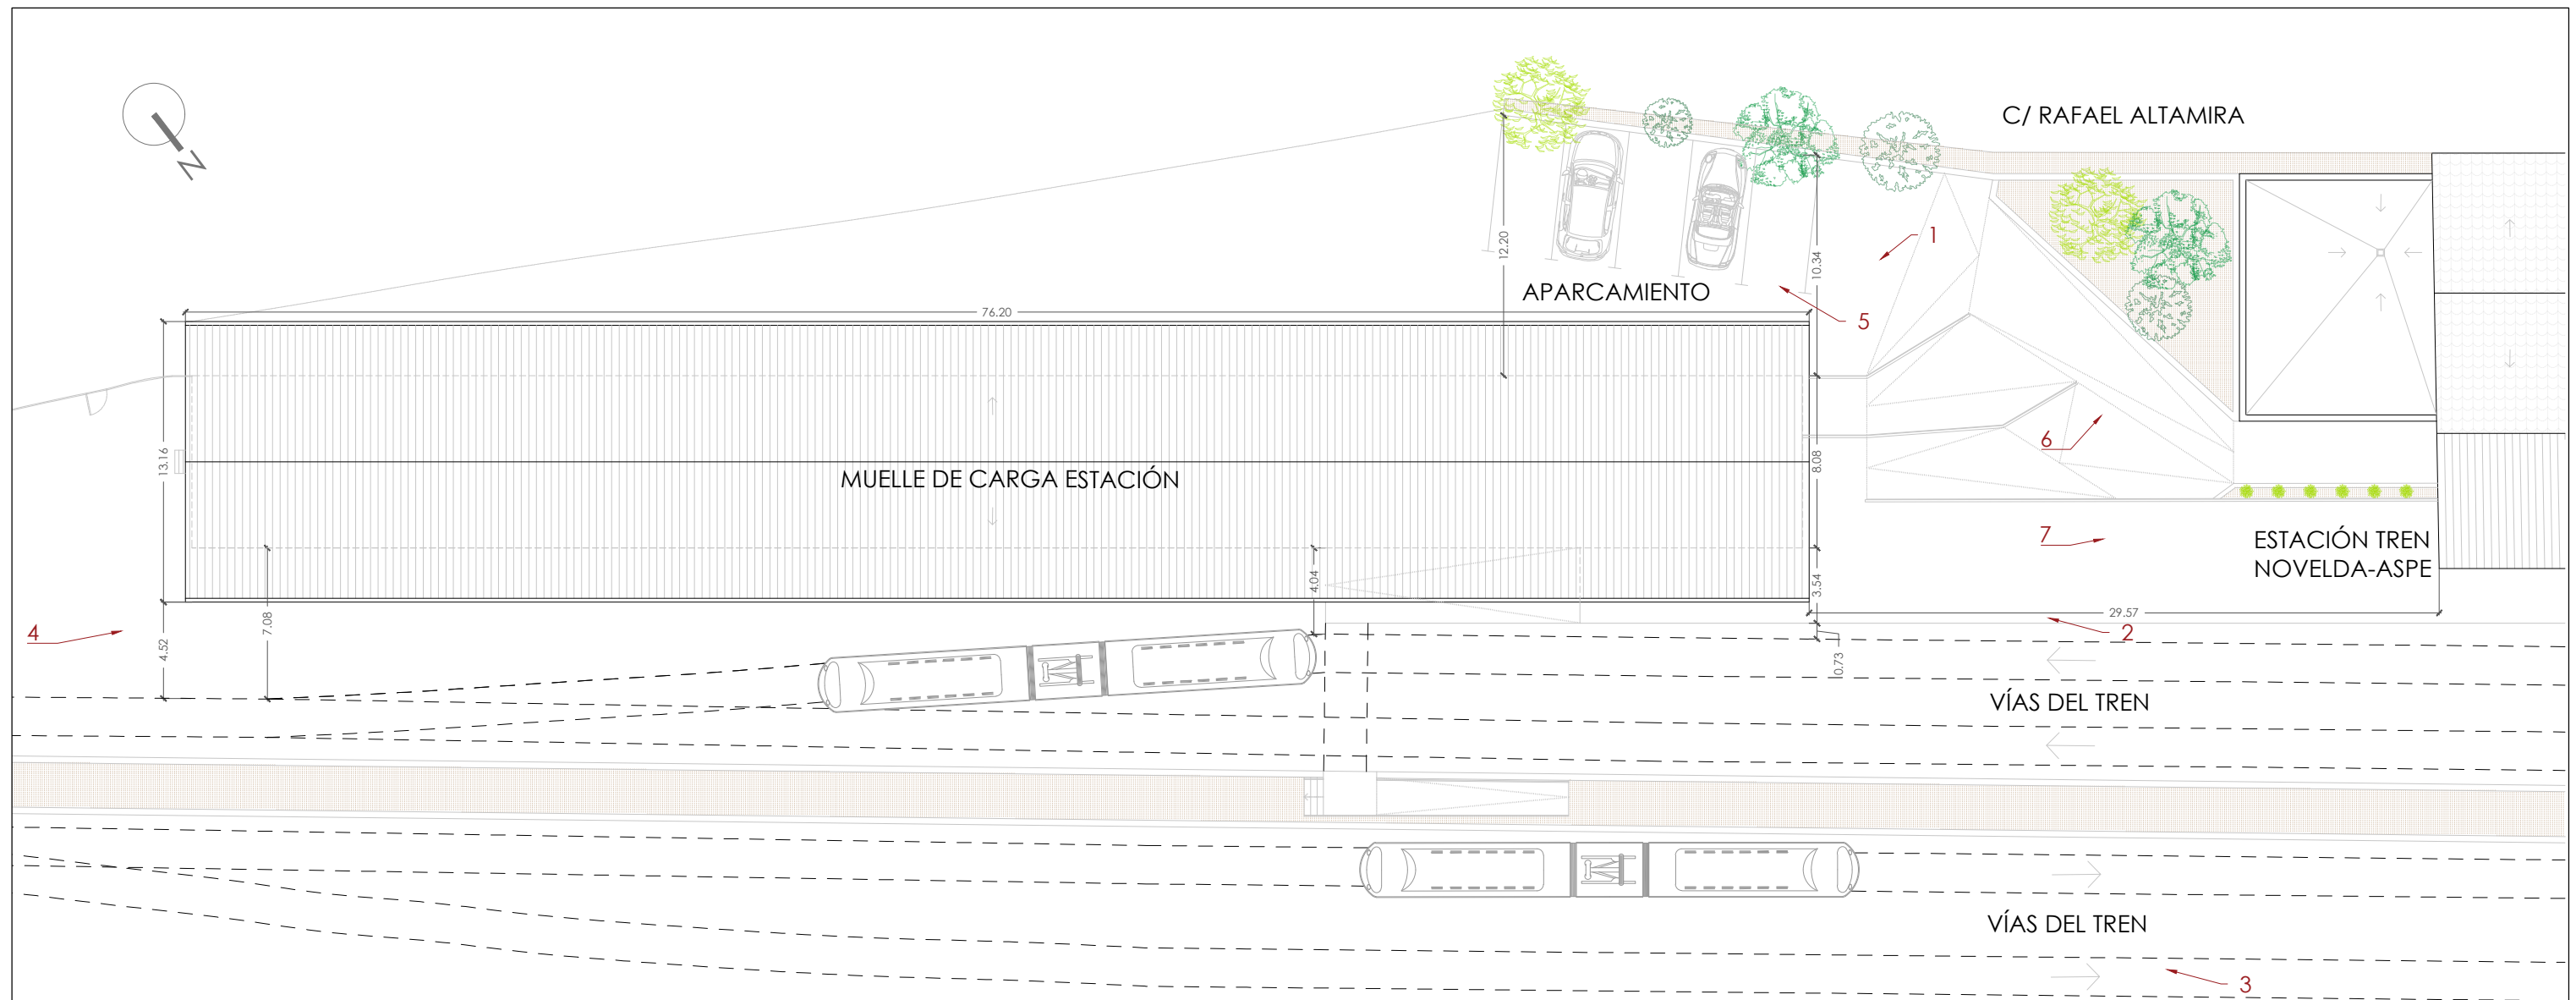 C/ RAFAEL ALTAMIRA
N
12.20
10.34
1
APARCAMIENTO
5
76.20
13.16
MUELLE DE CARGA ESTACIÓN
8.08
6
7
ESTACIÓN TREN
NOVELDA-ASPE
4.04
3.54
29.57
4
4.52
7.08
2
0.73
VÍAS DEL TREN
VÍAS DEL TREN
3